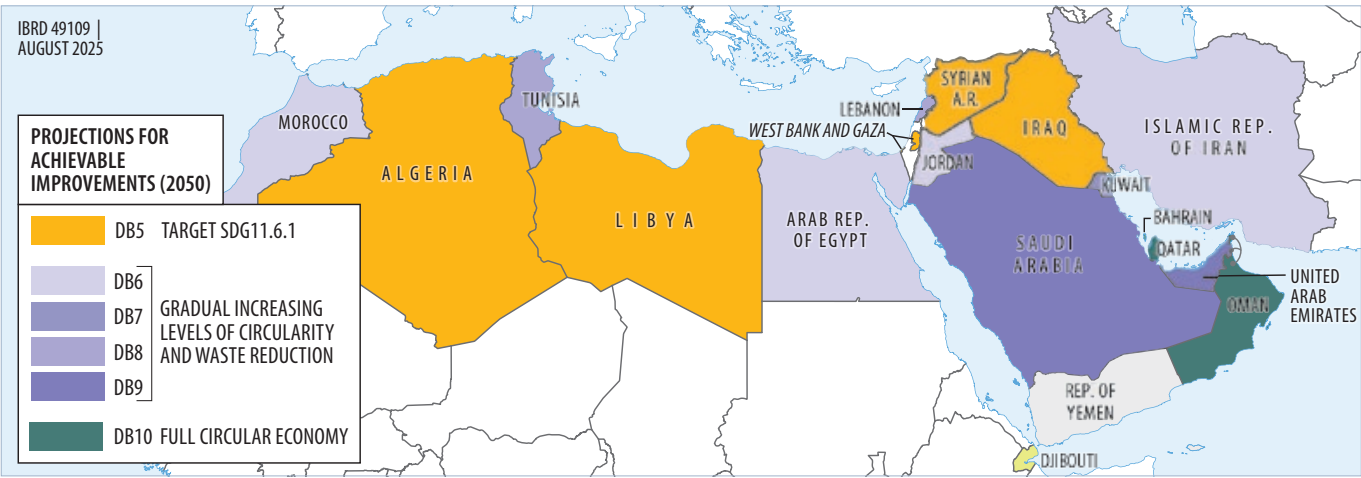 IBRD 49109 |
AUGUST 2025
PROJECTIONS FOR
ACHIEVABLE
IMPROVEMENTS (2050)
DB5 TARGET SDG11.6.1
DB6
DB7
DB8
DB9
GRADUAL INCREASING
LEVELS OF CIRCULARITY
AND WASTE REDUCTION
DB10 FULL CIRCULAR ECONOMY
MOROCCO
ALGERIA
TUNISIA
LIBYA
ARAB REP.
OF EGYPT
LEBANON
WEST BANK AND GAZA
SYRIAN
A.R.
JORDAN
IRAQ
ISLAMIC REP.
OF IRAN
KUWAIT
SAUDI
ARABIA
BAHRAIN
QATAR
UNITED
ARAB
EMIRATES
OMAN
REP. OF
YEMEN
DJIBOUTI